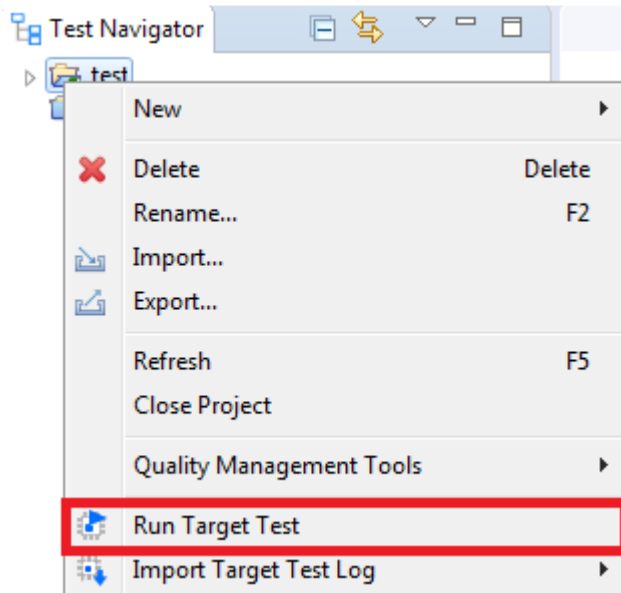 Test Navigator
test
New
Delete Delete
Rename... F2
Import...
Export...
Refresh F5
Close Project
Quality Management Tools
Run Target Test
Import Target Test Log